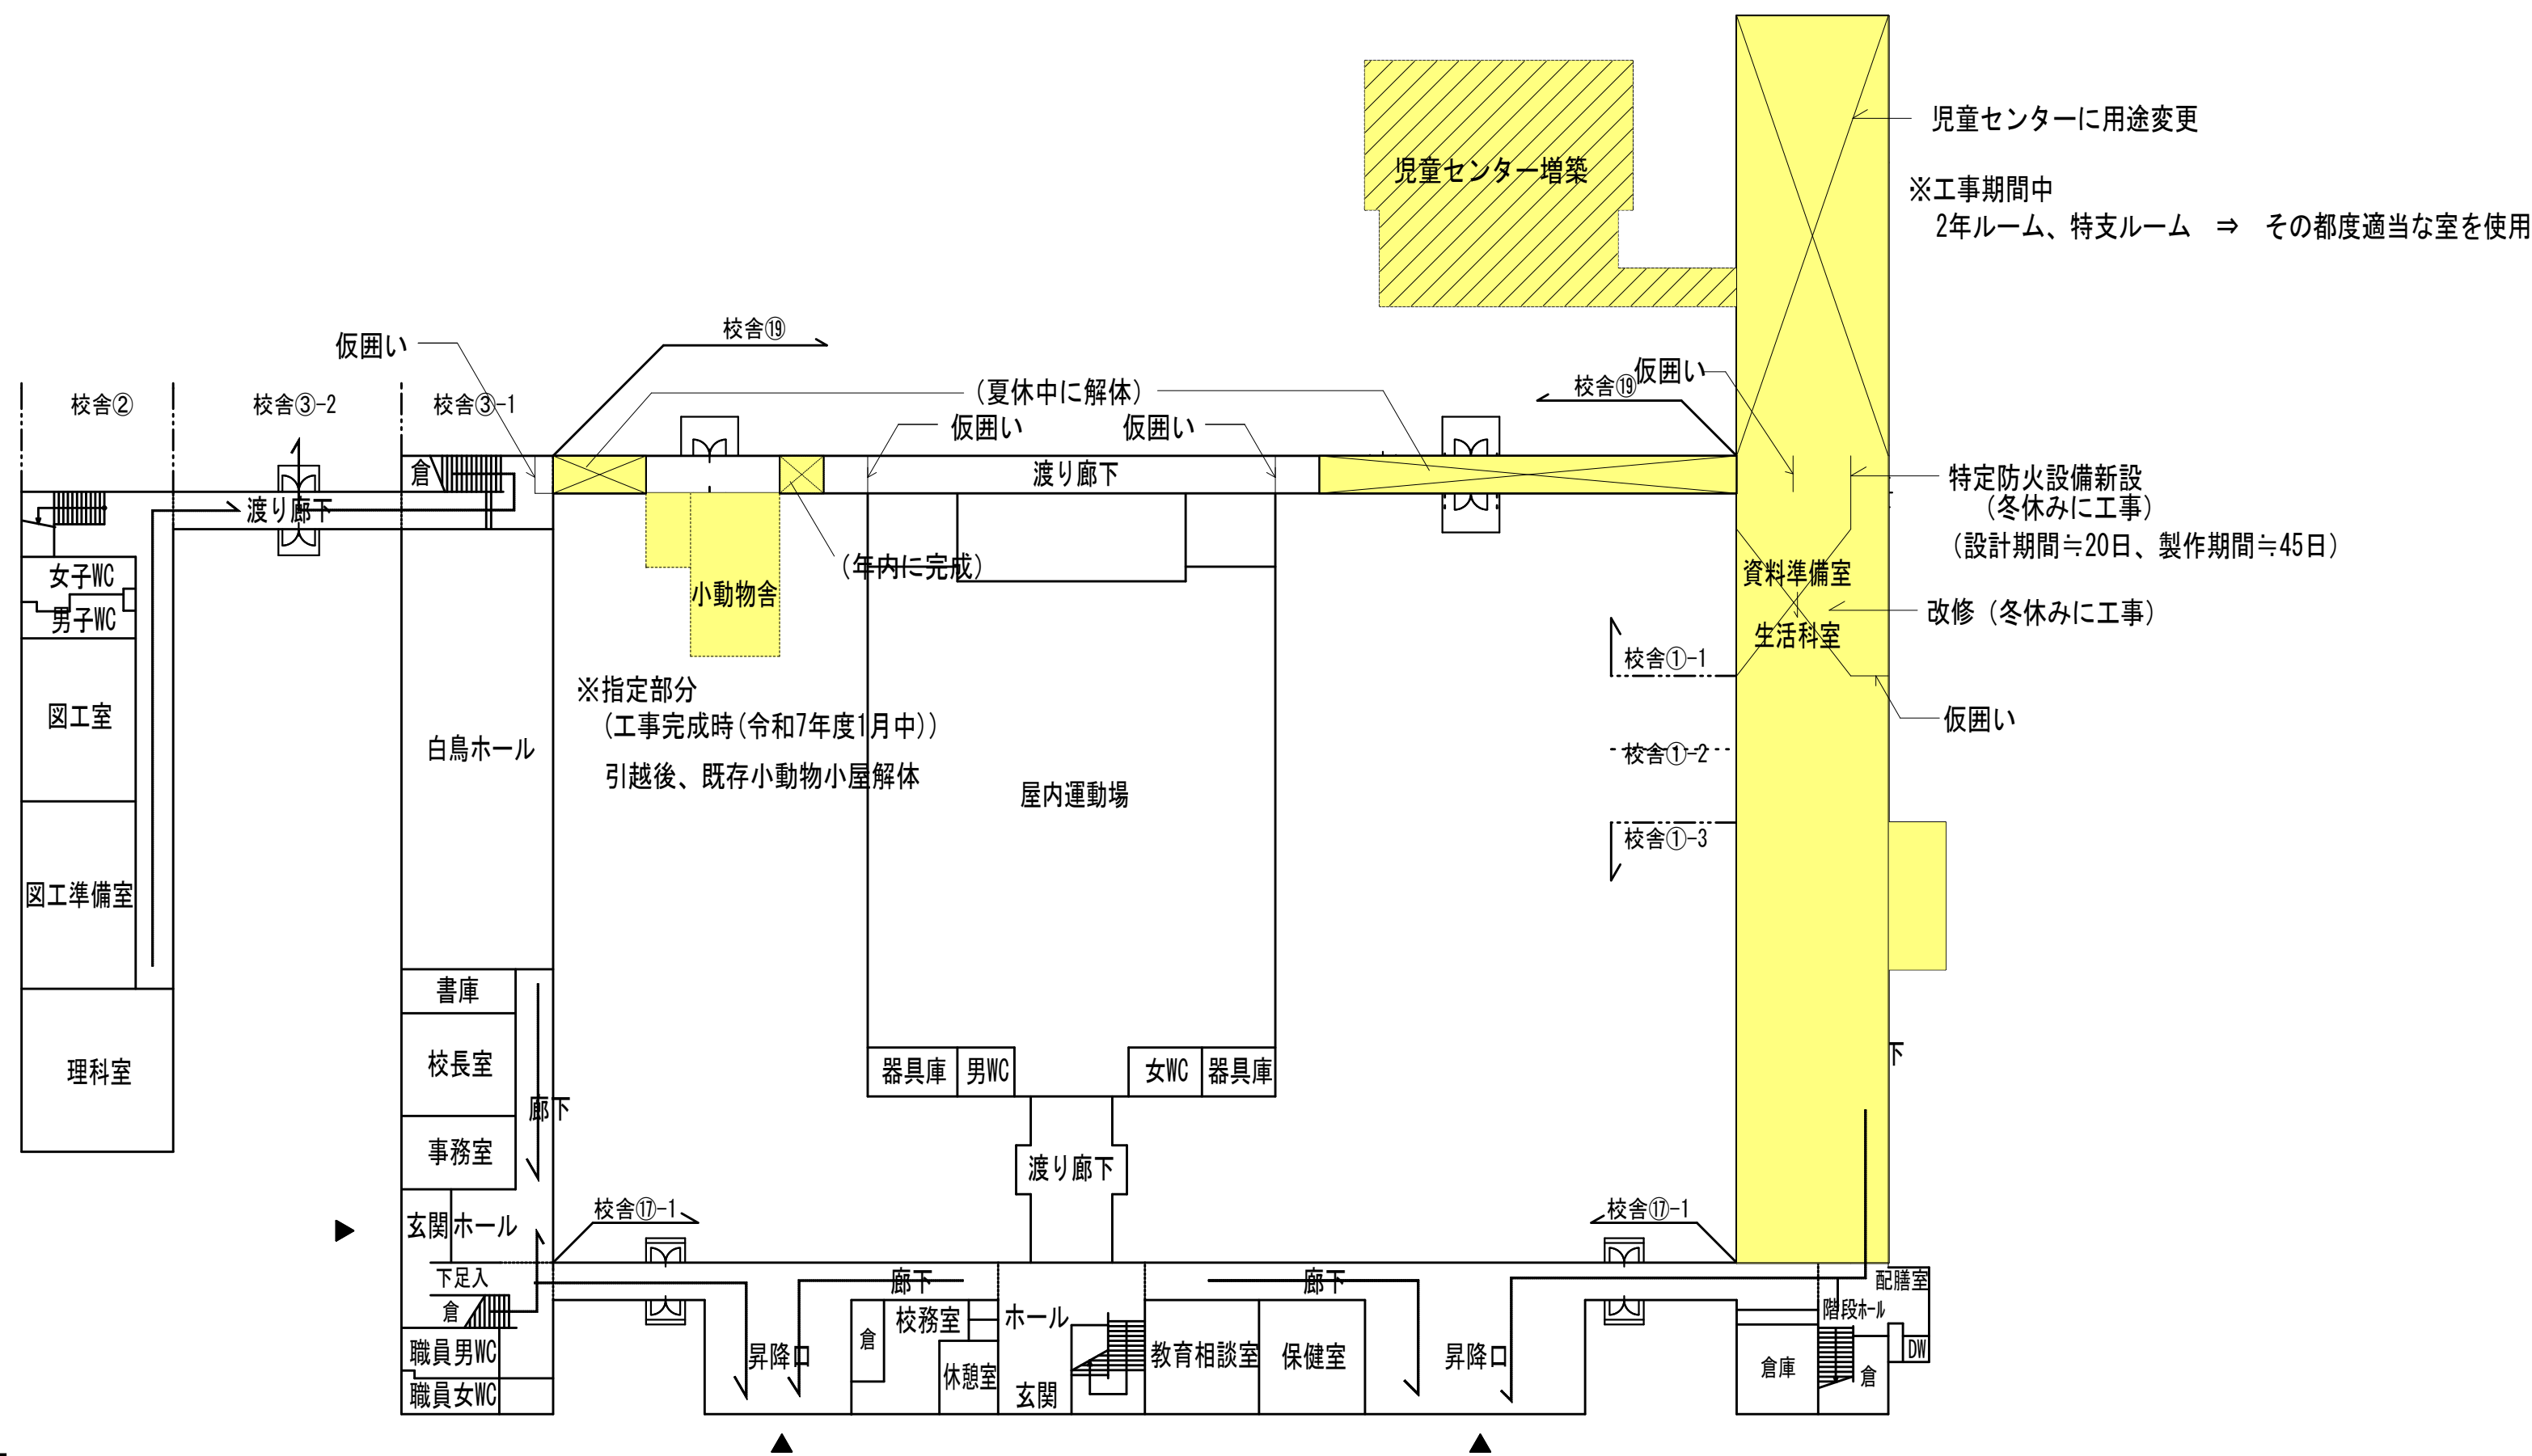 児童センターに用途変更
児童センター増築
※工事期間中
2年ルーム、特支ルーム ⇒ その都度適当な室を使用
校舎⑲
仮囲い
仮囲い
校舎⑲
(夏休中に解体)
校舎②
校舎③-2
校舎③-1
仮囲い
仮囲い
倉
渡り廊下
特定防火設備新設
(冬休みに工事)
渡り廊下
(設計期間≒20日、製作期間≒45日)
(年内に完成)
女子WC
資料準備室
小動物舎
男子WC
改修(冬休みに工事)
生活科室
校舎①-1
※指定部分
(工事完成時(令和7年度1月中))
引越後、既存小動物小屋解体
図工室
仮囲い
白鳥ホール
校舎①-2
屋内運動場
校舎①-3
図工準備室
書庫
校長室
理科室
器具庫
男WC
女WC
器具庫
下
廊下
事務室
渡り廊下
校舎⑰-1
校舎⑰-1
玄関
ホール
下足入
廊下
廊下
配膳室
倉
校務室
ホール
階段ホール
倉
職員男WC
昇降口
休憩室
教育相談室
保健室
昇降口
倉庫
倉
DW
職員女WC
玄関